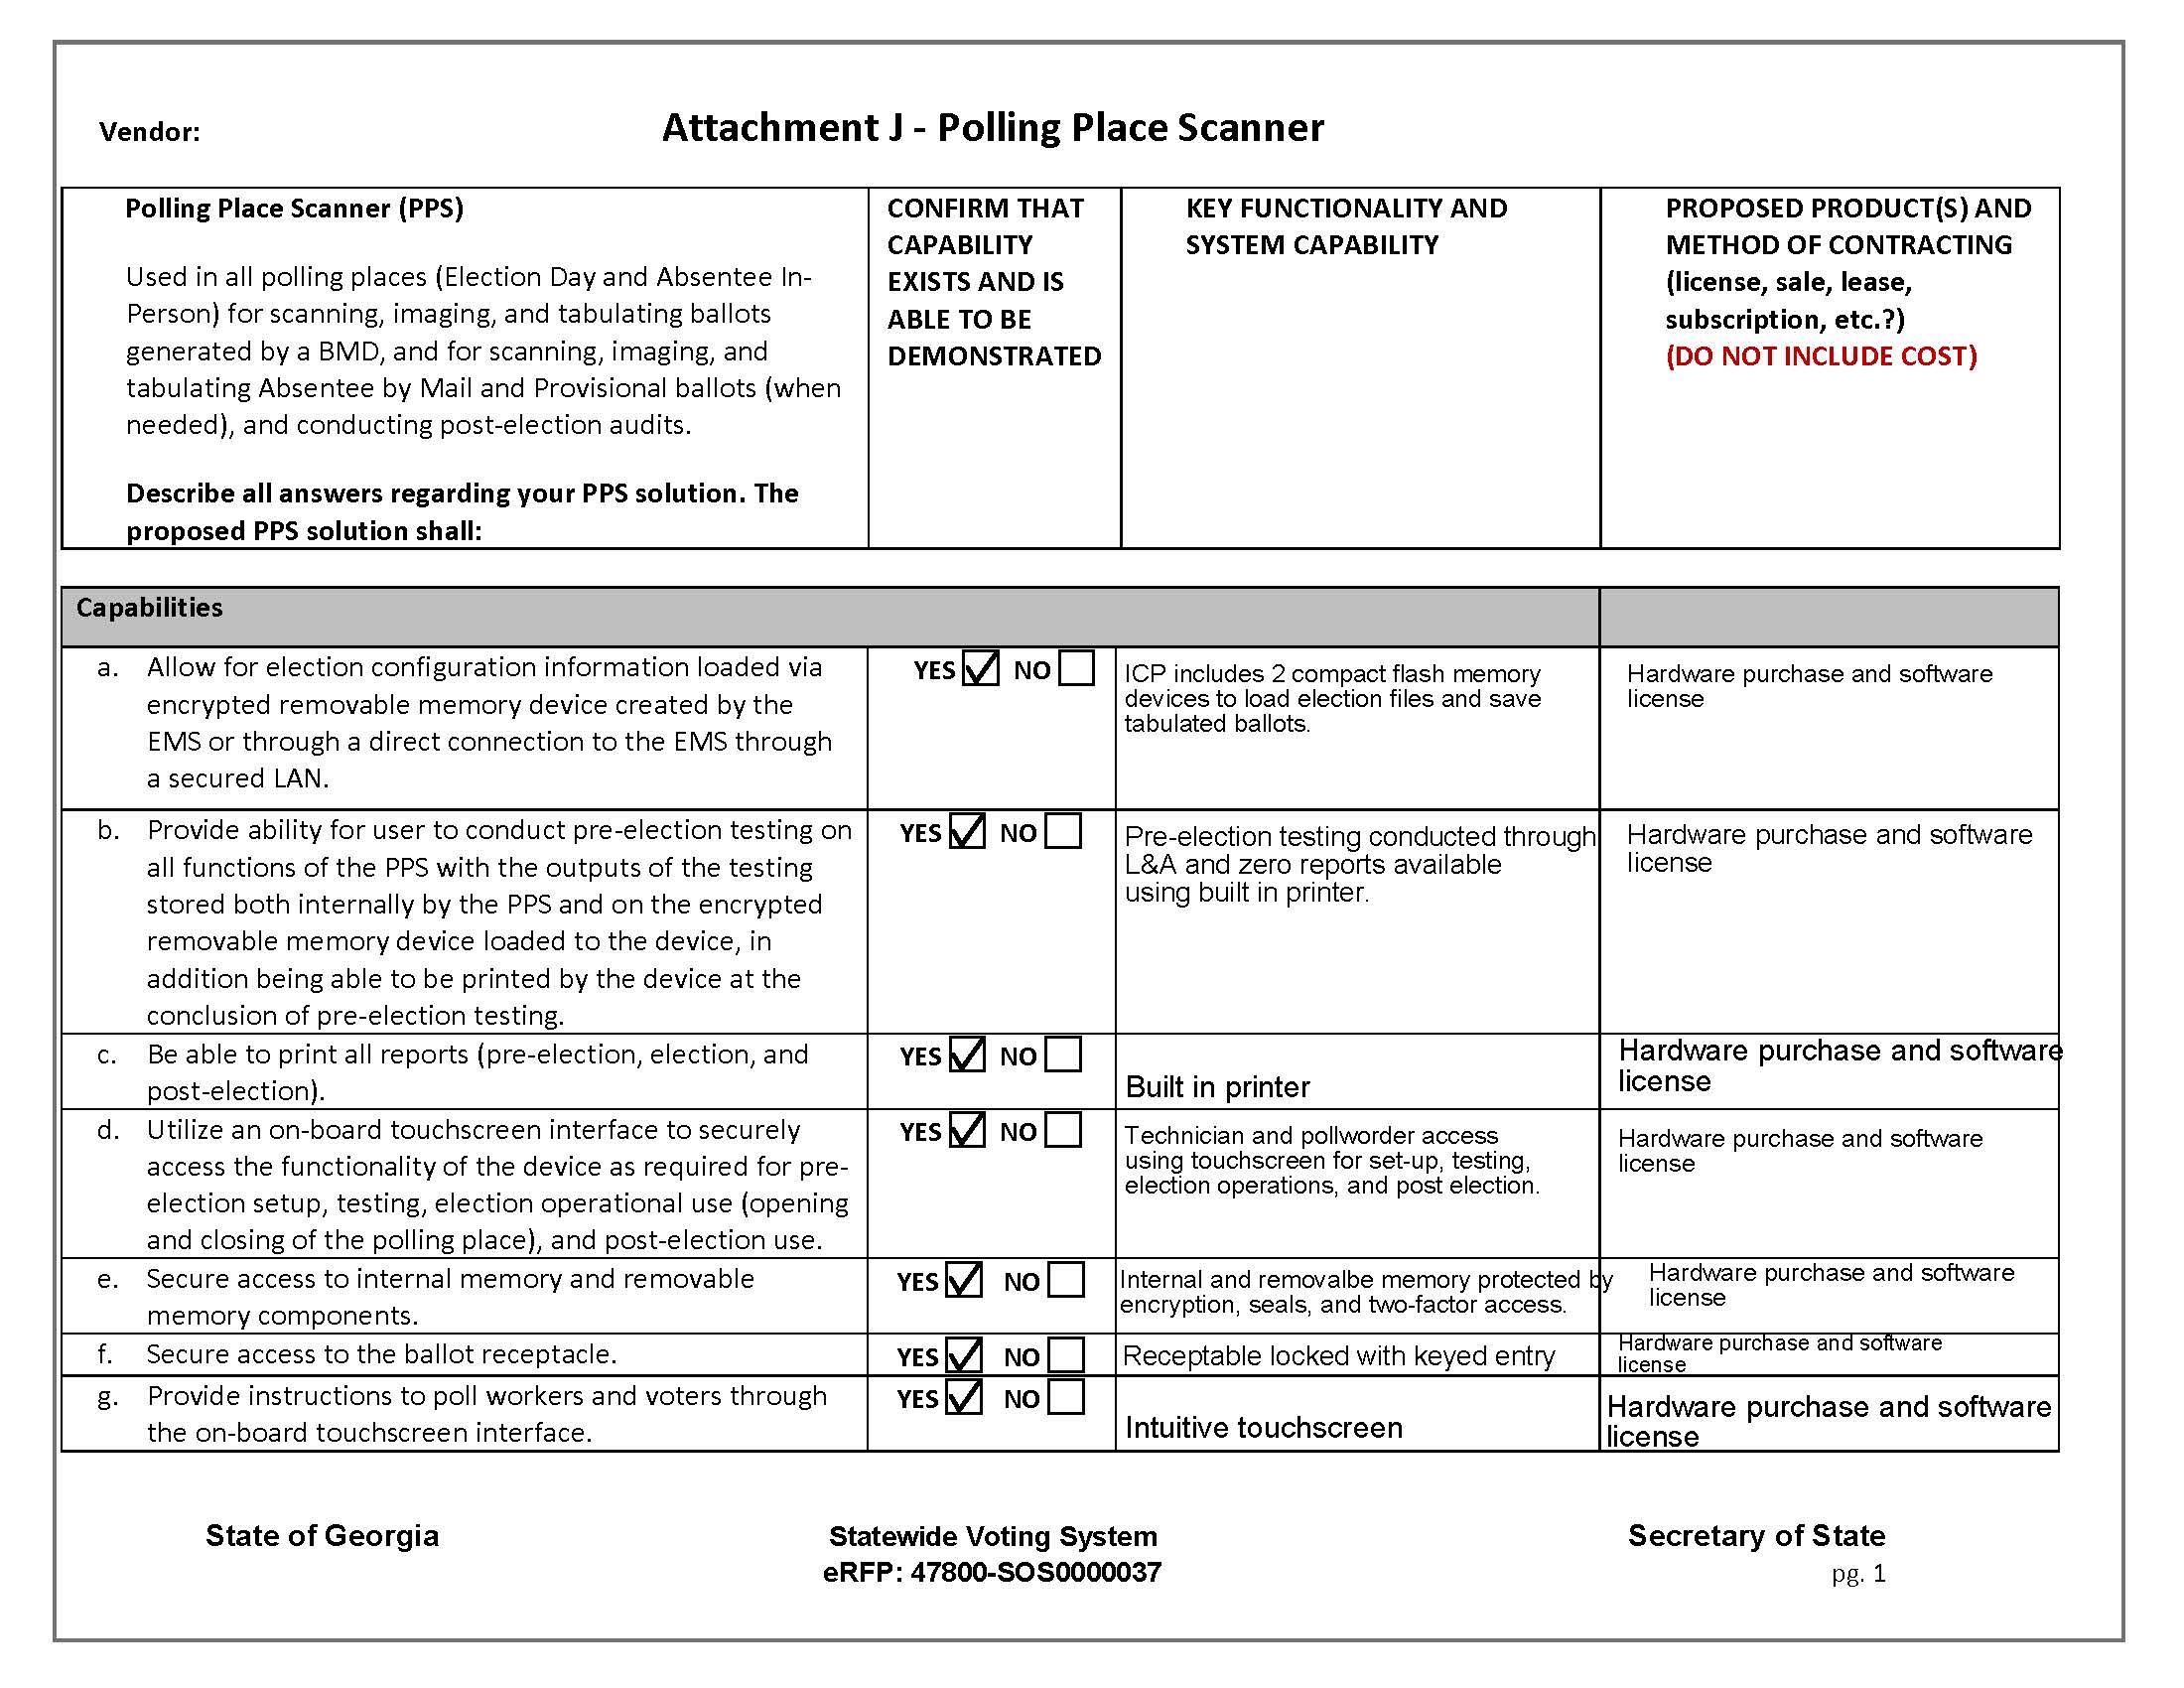 Vendor:
Attachment J - Polling Place Scanner
Polling Place Scanner (PPS)
Used in all polling places (Election Day and Absentee In-
Person) for scanning, imaging, and tabulating ballots
generated by a BMD, and for scanning, imaging, and
tabulating Absentee by Mail and Provisional ballots (when
needed), and conducting post-election audits.
Describe all answers regarding your PPS solution. The
proposed PPS solution shall:
CONFIRM THAT
CAPABILITY
EXISTS AND IS
ABLE TO BE
DEMONSTRATED
KEY FUNCTIONALITY AND
SYSTEM CAPABILITY
PROPOSED PRODUCT(S) AND
METHOD OF CONTRACTING
(license, sale, lease,
subscription, etc.?)
(DO NOT INCLUDE COST)
Capabilities
a. Allow for election configuration information loaded via
encrypted removable memory device created by the
EMS or through a direct connection to the EMS through
a secured LAN.
YES NO
ICP includes 2 compact flash memory
devices to load election files and save
tabulated ballots.
Hardware purchase and software
license
b. Provide ability for user to conduct pre-election testing on
all functions of the PPS with the outputs of the testing
stored both internally by the PPS and on the encrypted
removable memory device loaded to the device, in
addition being able to be printed by the device at the
conclusion of pre-election testing.
YES NO
Pre-election testing conducted through
L&A and zero reports available
using built in printer.
Hardware purchase and software
license
c. Be able to print all reports (pre-election, election, and
post-election).
YES NO
Built in printer
Hardware purchase and software
license
d. Utilize an on-board touchscreen interface to securely
access the functionality of the device as required for pre-
election setup, testing, election operational use (opening
and closing of the polling place), and post-election use.
YES NO
Technician and pollworder access
using touchscreen for set-up, testing,
election operations, and post election.
Hardware purchase and software
license
e. Secure access to internal memory and removable
memory components.
YES NO
Internal and removalbe memory protected by
encryption, seals, and two-factor access.
Hardware purchase and software
license
f. Secure access to the ballot receptacle.
YES NO
Receptable locked with keyed entry
Hardware purchase and software
license
g. Provide instructions to poll workers and voters through
the on-board touchscreen interface.
YES NO
Intuitive touchscreen
Hardware purchase and software
license
State of Georgia
Statewide Voting System
eRFP: 47800-SOS0000037
Secretary of State
pg. 1